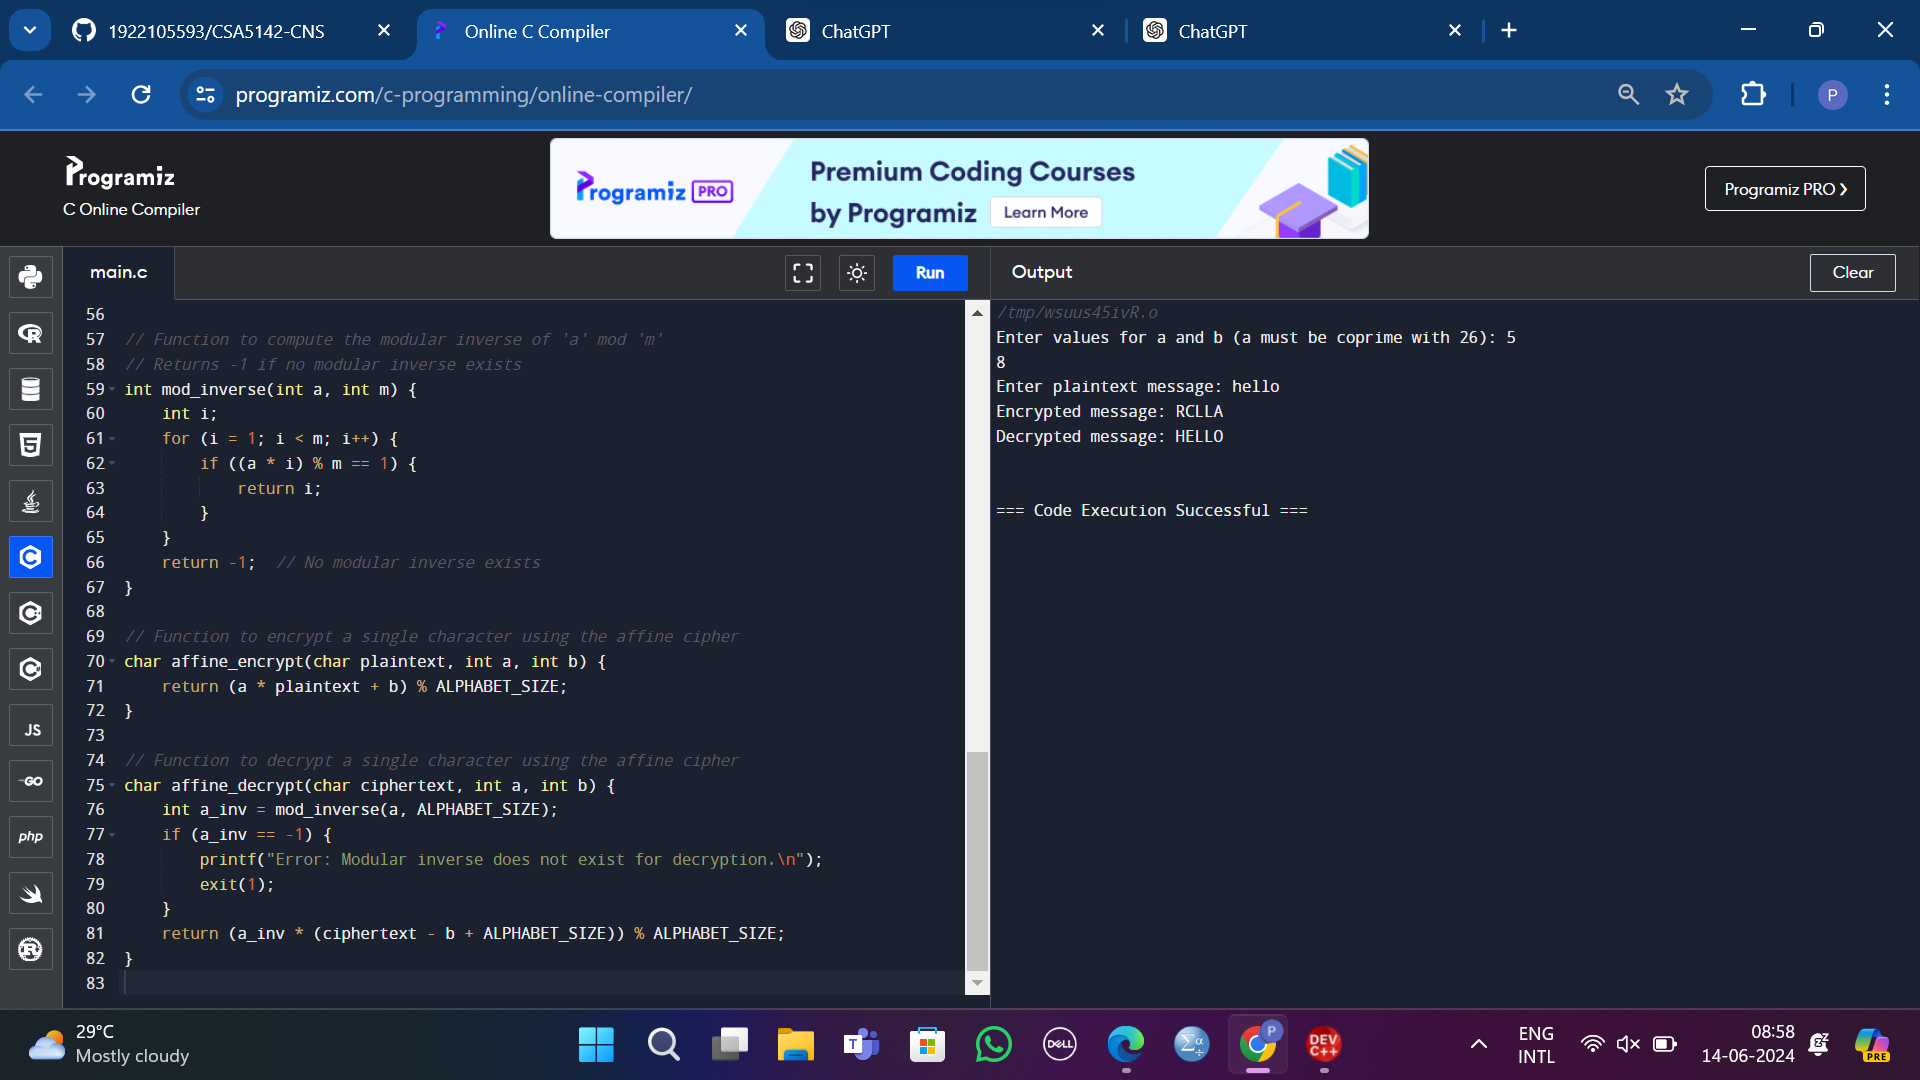 1922105593/CSA5142-CNS
Online C Compiler
ChatGPT
ChatGPT
programiz.com/c-programming/online-compiler/
P
Programiz
C Online Compiler
Programiz PRO
Premium Coding Courses
by Programiz
Learn More
Programiz PRO
main.c
Run
Output
Clear
56
57 // Function to compute the modular inverse of 'a' mod 'm'
58 // Returns -1 if no modular inverse exists
59 int mod_inverse(int a, int m) {
60 int i;
61 for (i = 1; i < m; i++) {
62 if ((a * i) % m == 1) {
63 return i;
64 }
65 }
66 return -1; // No modular inverse exists
67 }
68
69 // Function to encrypt a single character using the affine cipher
70 char affine_encrypt(char plaintext, int a, int b) {
71 return (a * plaintext + b) % ALPHABET_SIZE;
72 }
73
74 // Function to decrypt a single character using the affine cipher
75 char affine_decrypt(char ciphertext, int a, int b) {
76 int a_inv = mod_inverse(a, ALPHABET_SIZE);
77 if (a_inv == -1) {
78 printf("Error: Modular inverse does not exist for decryption.\n");
79 exit(1);
80 }
81 return (a_inv * (ciphertext - b + ALPHABET_SIZE)) % ALPHABET_SIZE;
82 }
83
/tmp/wsuus45ivR.o
Enter values for a and b (a must be coprime with 26): 5
8
Enter plaintext message: hello
Encrypted message: RCLLA
Decrypted message: HELLO
=== Code Execution Successful ===
JS
GO
php
29°C
Mostly cloudy
T
DELL
P
DEV
C++
ENG
INTL
08:58
14-06-2024
PRE